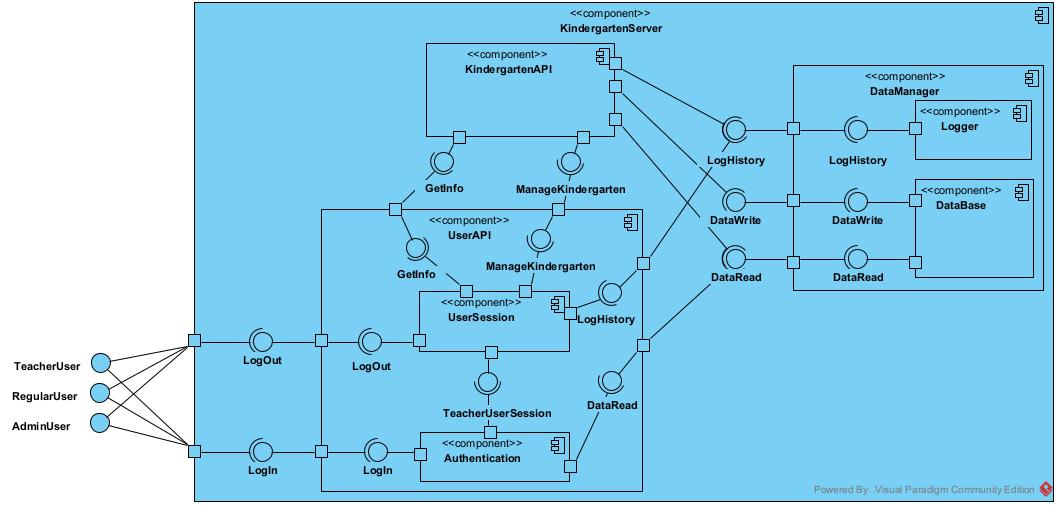 <<component>>
KindergartenServer
<<component>>
KindergartenAPI
<<component>>
DataManager
<<component>>
Logger
LogHistory
LogHistory
GetInfo
ManageKindergarten
<<component>>
DataBase
DataWrite
DataWrite
<<component>>
UserAPI
GetInfo
ManageKindergarten
DataRead
DataRead
<<component>>
UserSession
LogHistory
LogOut
LogOut
TeacherUser
RegularUser
AdminUser
TeacherUserSession
DataRead
<<component>>
Authentication
LogIn
LogIn
Powered By Visual Paradigm Community Edition